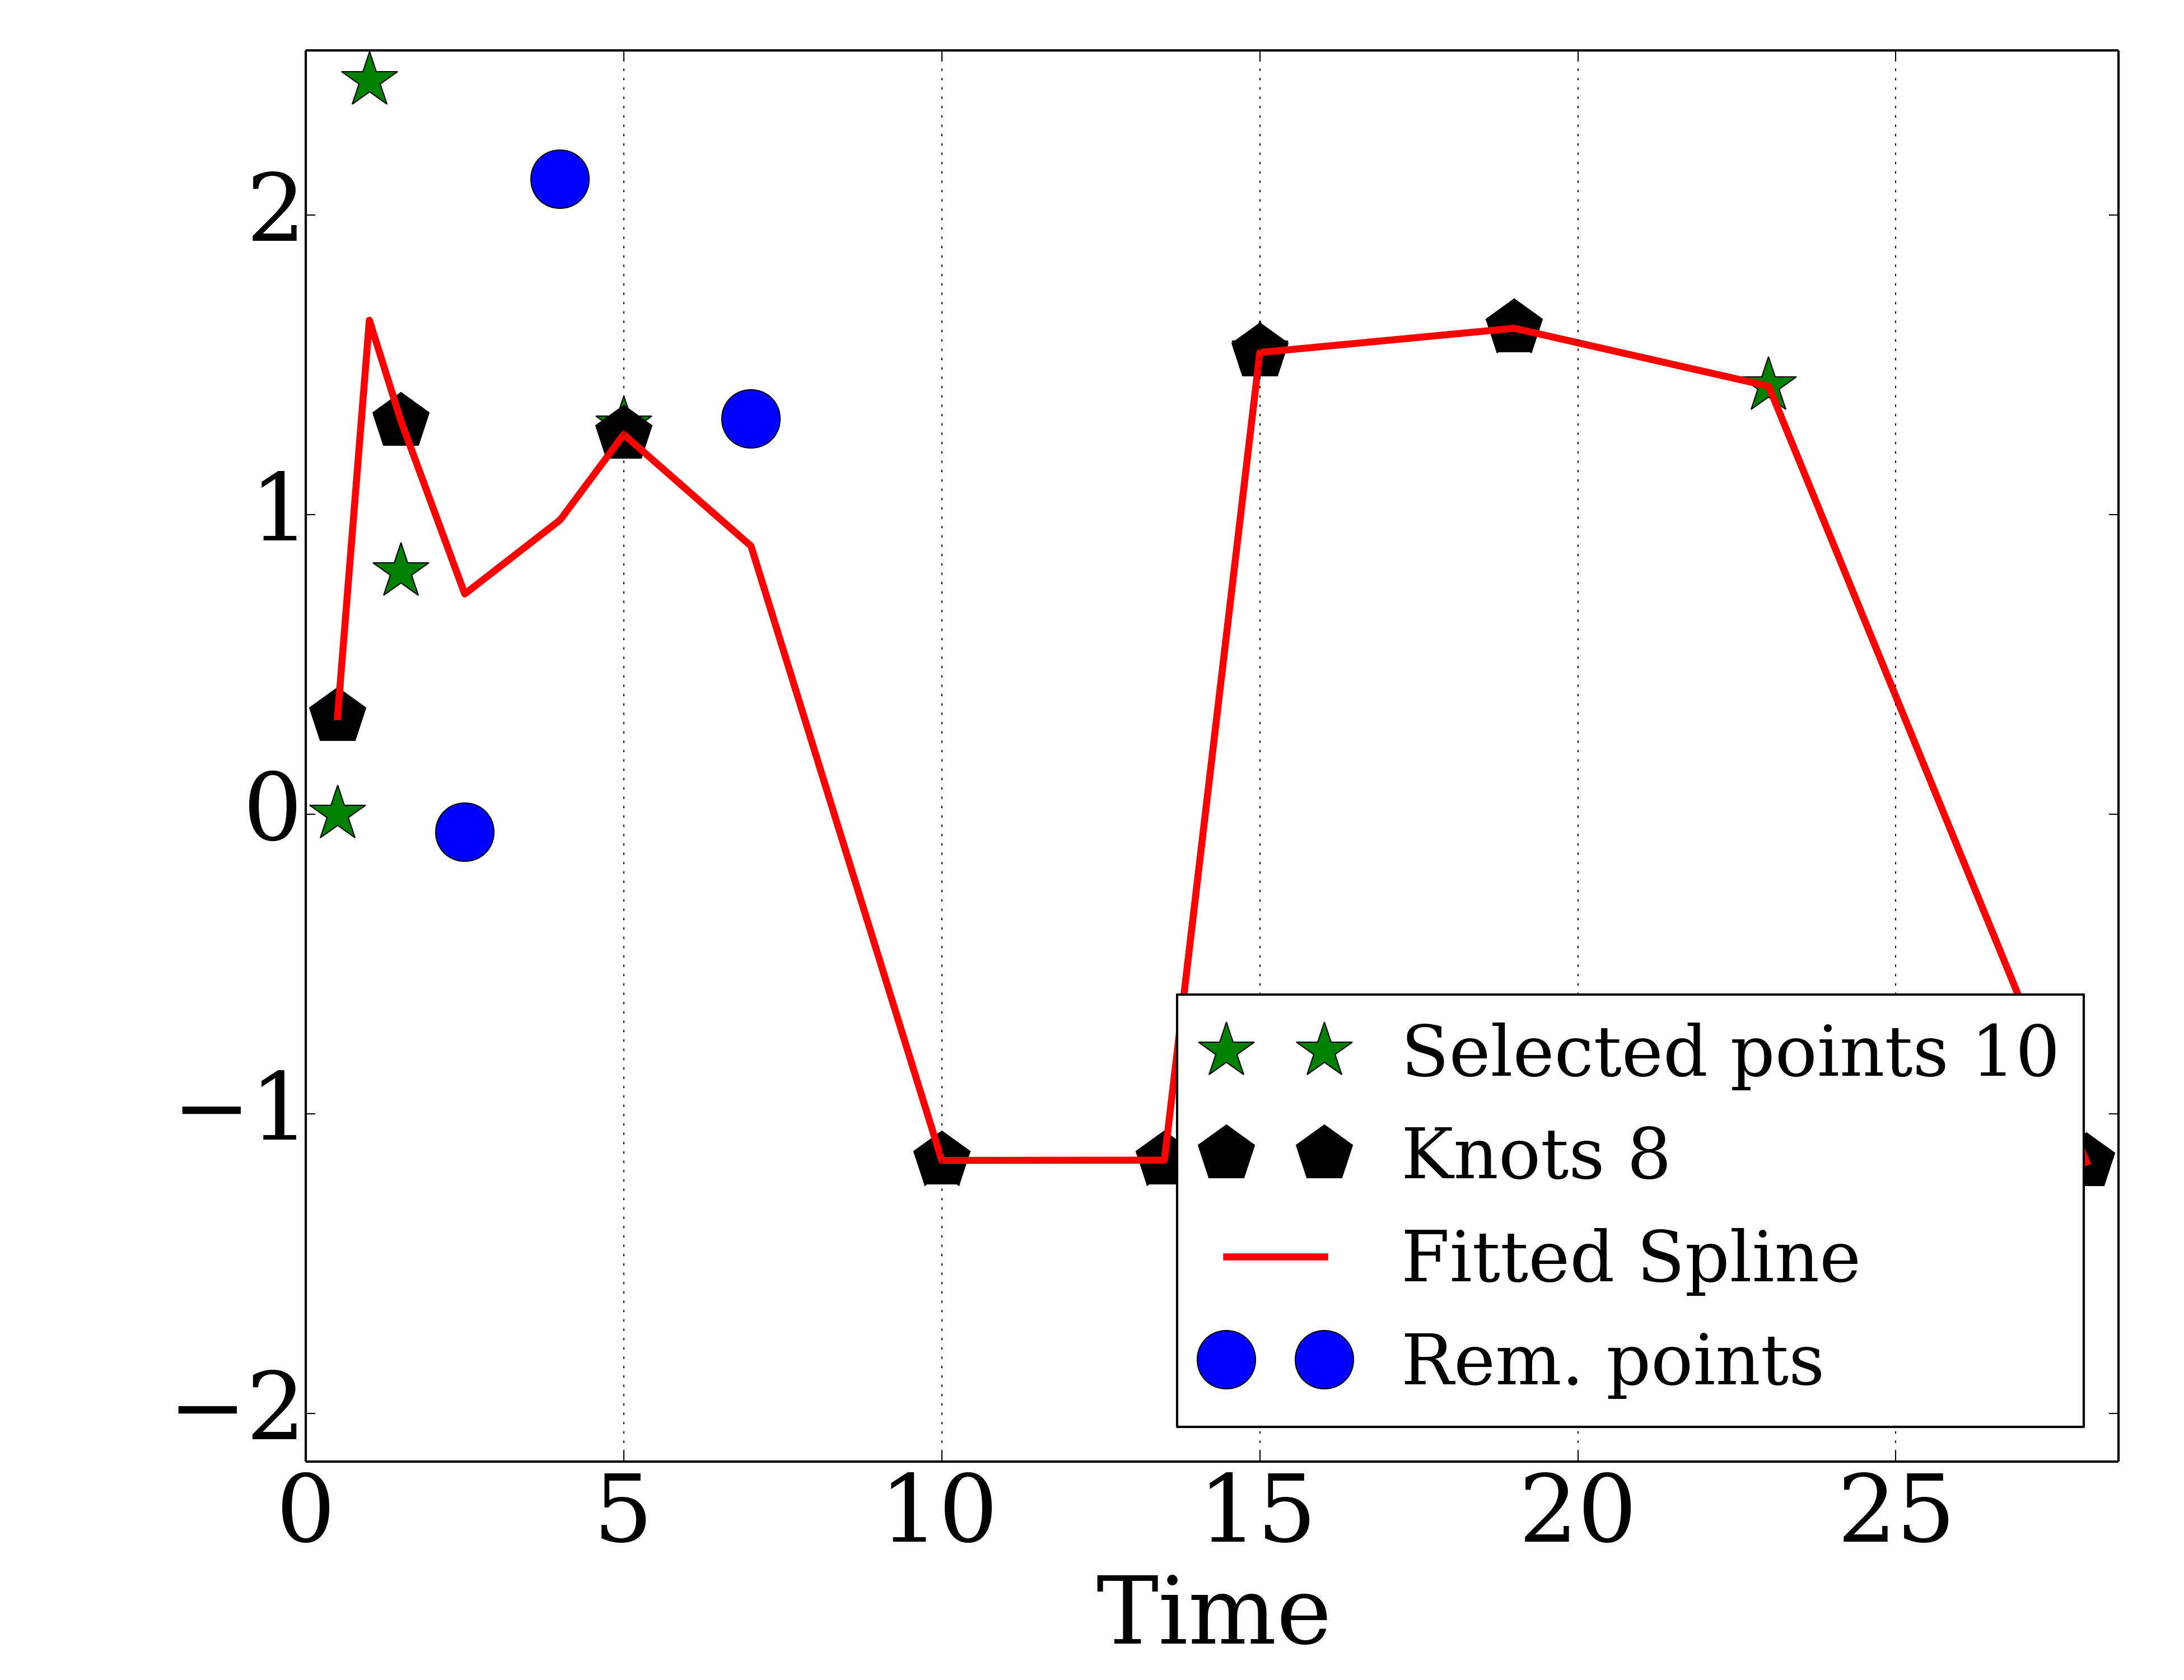 2
1
0
−1
−2
0 5 10 15 20 25
Time
Selected points 10
Knots 8
Fitted Spline
Rem. points